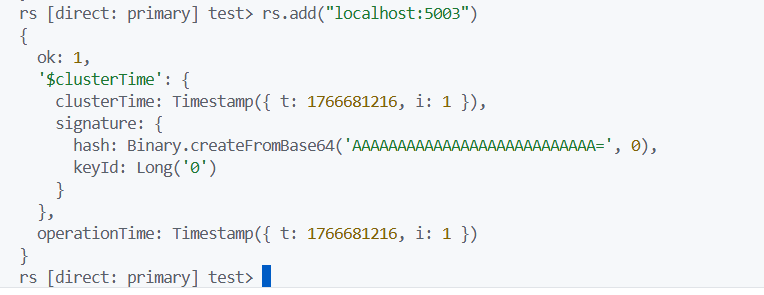 rs [direct: primary] test> rs.add("localhost:5003")
{
  ok: 1,
  '$clusterTime': {
    clusterTime: Timestamp({ t: 1766681216, i: 1 }),
    signature: {
      hash: Binary.createFromBase64('AAAAAAAAAAAAAAAAAAAAAAAAAAA=', 0),
      keyId: Long('0')
    }
  },
  operationTime: Timestamp({ t: 1766681216, i: 1 })
}
rs [direct: primary] test>